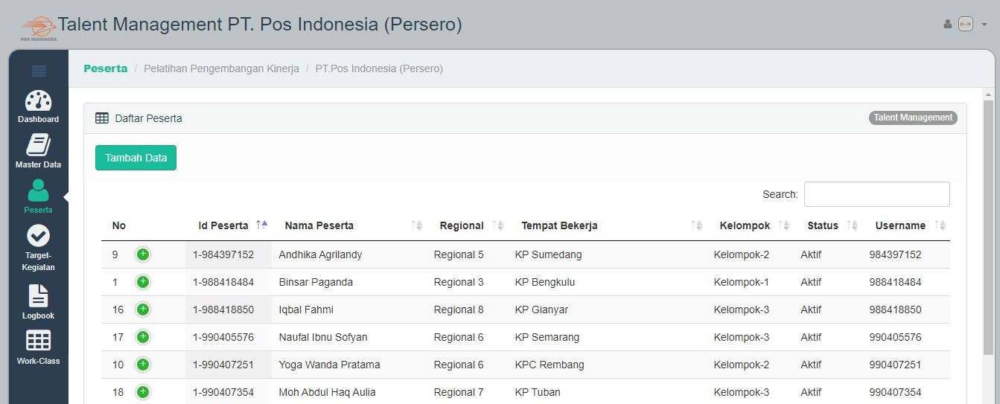 Talent Management PT. Pos Indonesia (Persero)
POS INDONESIA
Peserta / Pelatihan Pengembangan Kinerja / PT.Pos Indonesia (Persero)
Dashboard
Master Data
Peserta
Target-
Kegiatan
Logbook
Work-Class
Daftar Peserta Talent Management
Tambah Data
Search:
No Id Peserta Nama Peserta Regional Tempat Bekerja Kelompok Status Username
9 1-984397152 Andhika Agrilandy Regional 5 KP Sumedang Kelompok-2 Aktif 984397152
1 1-988418484 Binsar Paganda Regional 3 KP Bengkulu Kelompok-1 Aktif 988418484
16 1-988418850 Iqbal Fahmi Regional 8 KP Gianyar Kelompok-3 Aktif 988418850
17 1-990405576 Naufal Ibnu Sofyan Regional 6 KP Semarang Kelompok-3 Aktif 990405576
10 1-990407251 Yoga Wanda Pratama Regional 6 KPC Rembang Kelompok-2 Aktif 990407251
18 1-990407354 Moh Abdul Haq Aulia Regional 7 KP Tuban Kelompok-3 Aktif 990407354